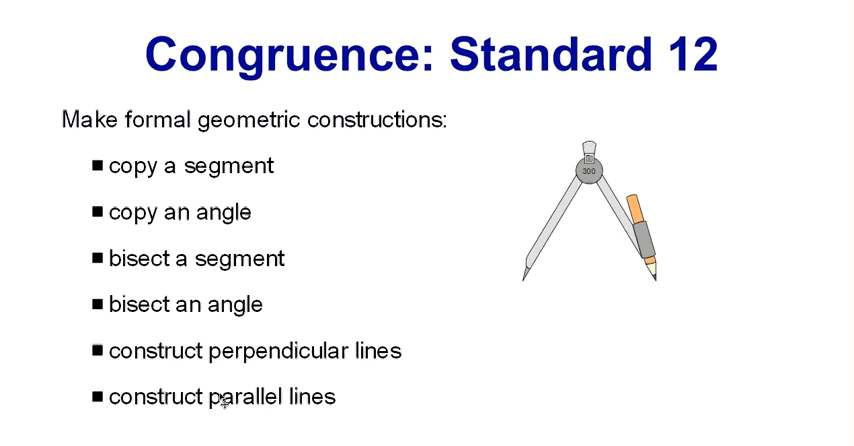 Congruence: Standard 12
Make formal geometric constructions:
■ copy a segment
■ copy an angle
■ bisect a segment
■ bisect an angle
■ construct perpendicular lines
■ construct parallel lines
300